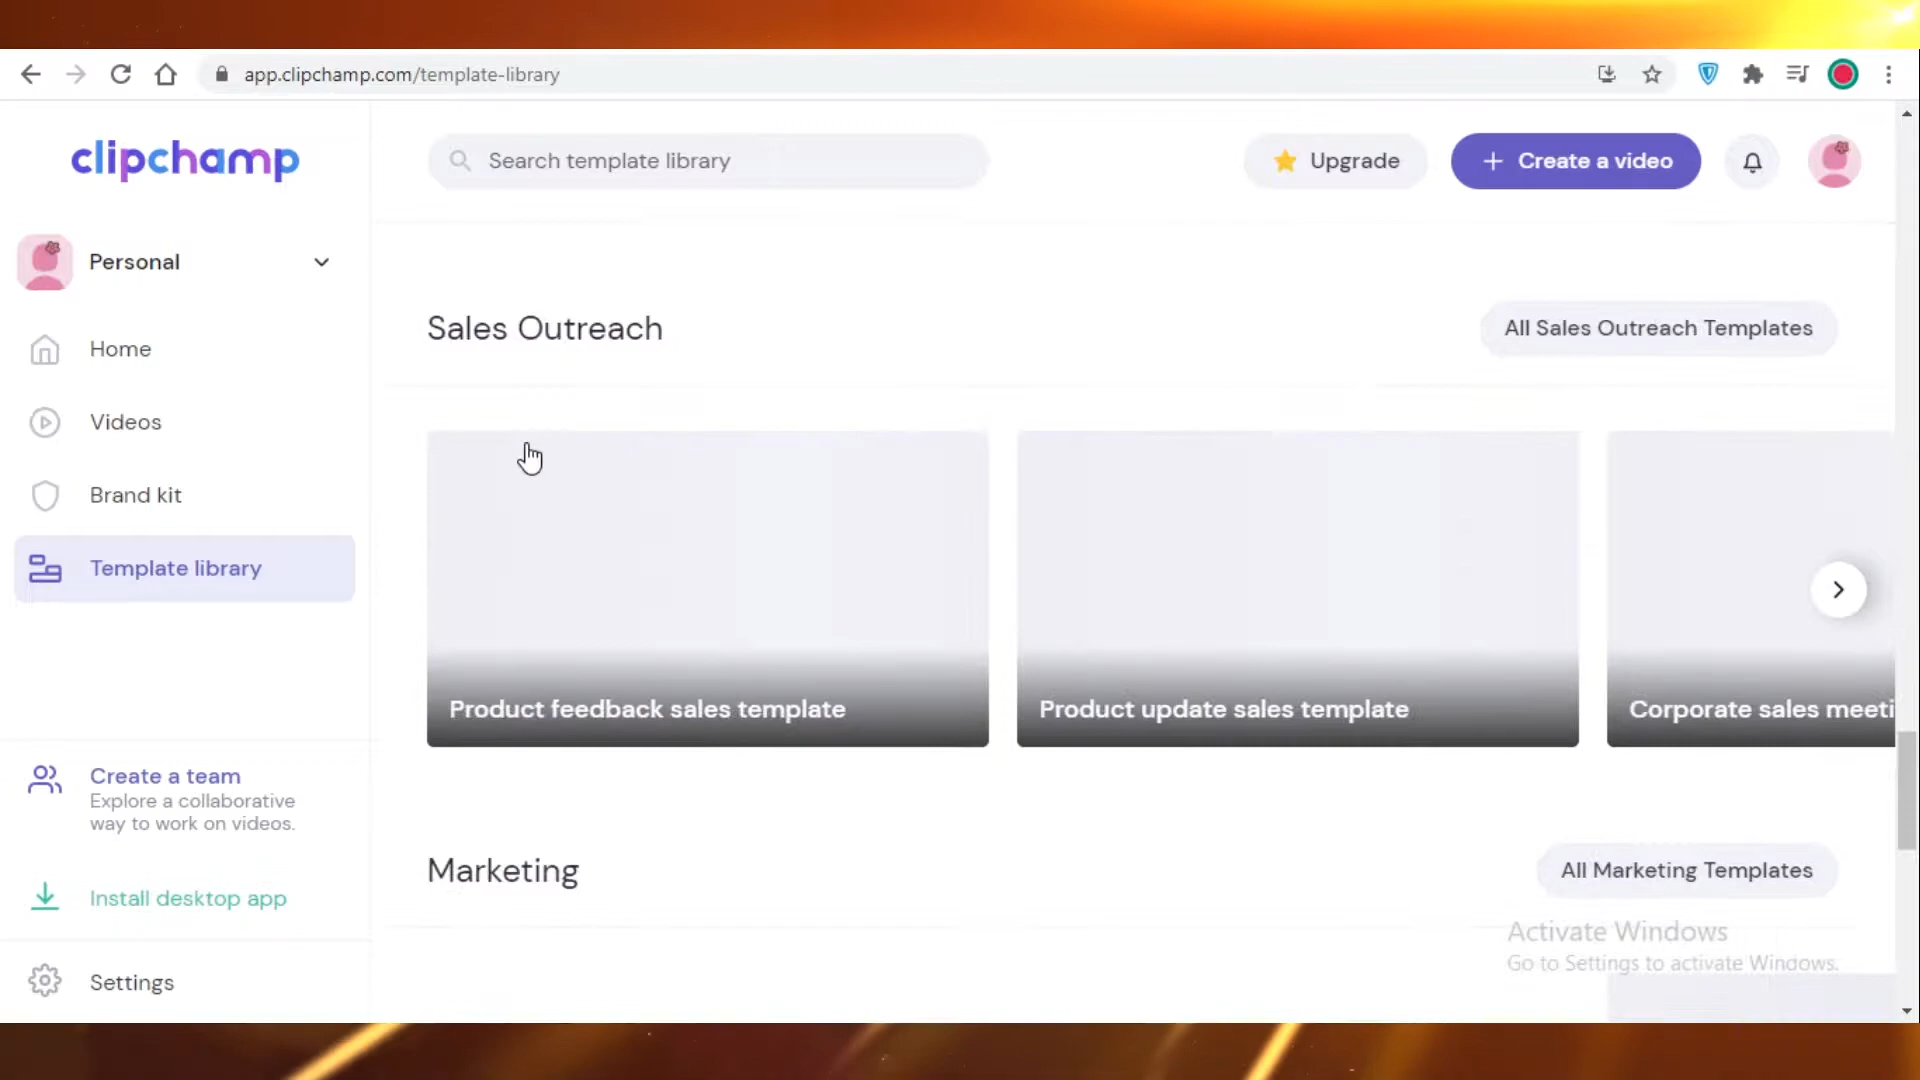 app.clipchamp.com/template-library
clipchamp
Search template library
Upgrade
+ Create a video
Personal
Home
Videos
Brand kit
Template library
Create a team
Explore a collaborative
way to work on videos.
Install desktop app
Settings
Sales Outreach
All Sales Outreach Templates
Product feedback sales template
Product update sales template
Corporate sales meeti
Marketing
All Marketing Templates
Activate Windows
Go to Settings to activate Windows.